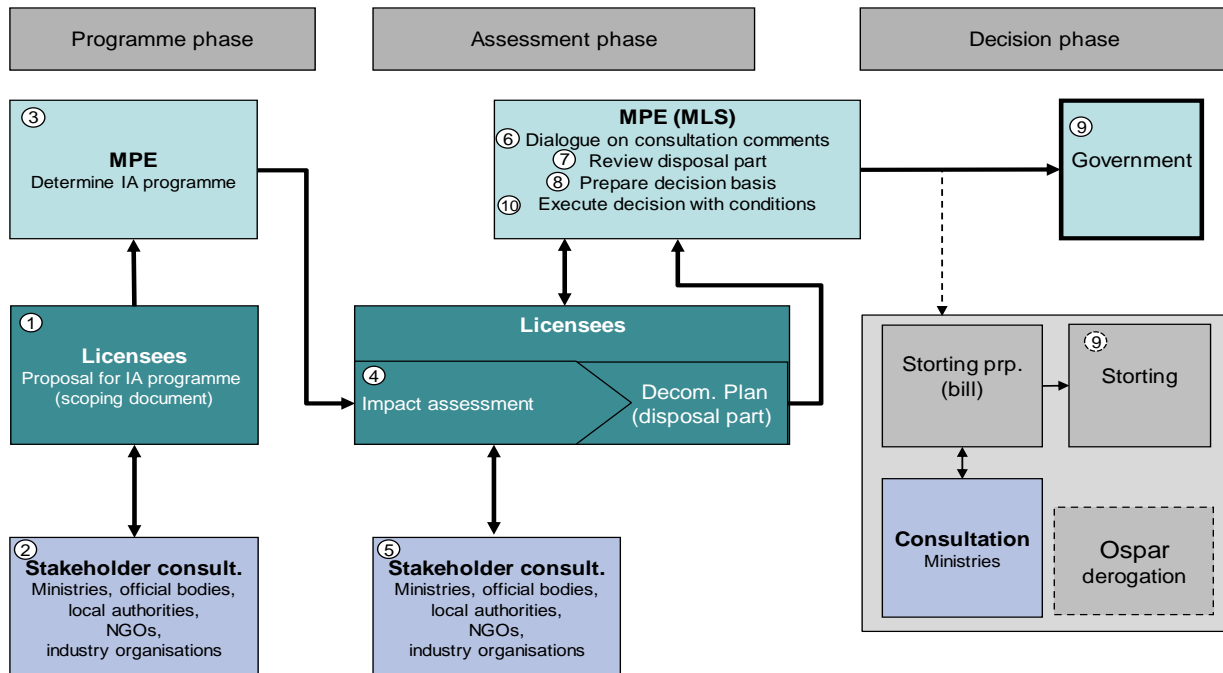 Programme phase
Assessment phase
Decision phase
3
MPE
Determine IA programme
MPE (MLS)
6 Dialogue on consultation comments
7 Review disposal part
8 Prepare decision basis
10 Execute decision with conditions
9
Government
1
Licensees
Proposal for IA programme
(scoping document)
Licensees
4
Impact assessment
Decom. Plan
(disposal part)
Storting prp.
(bill)
9
Storting
2
Stakeholder consult.
Ministries, official bodies,
local authorities,
NGOs,
industry organisations
5
Stakeholder consult.
Ministries, official bodies,
local authorities,
NGOs,
industry organisations
Consultation
Ministries
Ospar
derogation